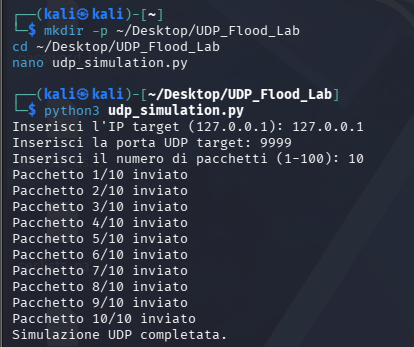 ┌──(kali㉿kali)-[~]
└─$ mkdir -p ~/Desktop/UDP_Flood_Lab
cd ~/Desktop/UDP_Flood_Lab
nano udp_simulation.py
┌──(kali㉿kali)-[~/Desktop/UDP_Flood_Lab]
└─$ python3 udp_simulation.py
Inserisci l'IP target (127.0.0.1): 127.0.0.1
Inserisci la porta UDP target: 9999
Inserisci il numero di pacchetti (1-100): 10
Pacchetto 1/10 inviato
Pacchetto 2/10 inviato
Pacchetto 3/10 inviato
Pacchetto 4/10 inviato
Pacchetto 5/10 inviato
Pacchetto 6/10 inviato
Pacchetto 7/10 inviato
Pacchetto 8/10 inviato
Pacchetto 9/10 inviato
Pacchetto 10/10 inviato
Simulazione UDP completata.